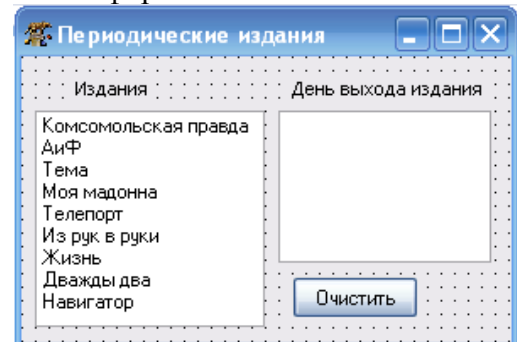 Периодические издания
Издания
День выхода издания
Комсомольская правда
АиФ
Тема
Моя мадонна
Телепорт
Из рук в руки
Жизнь
Дважды два
Навигатор
Очистить